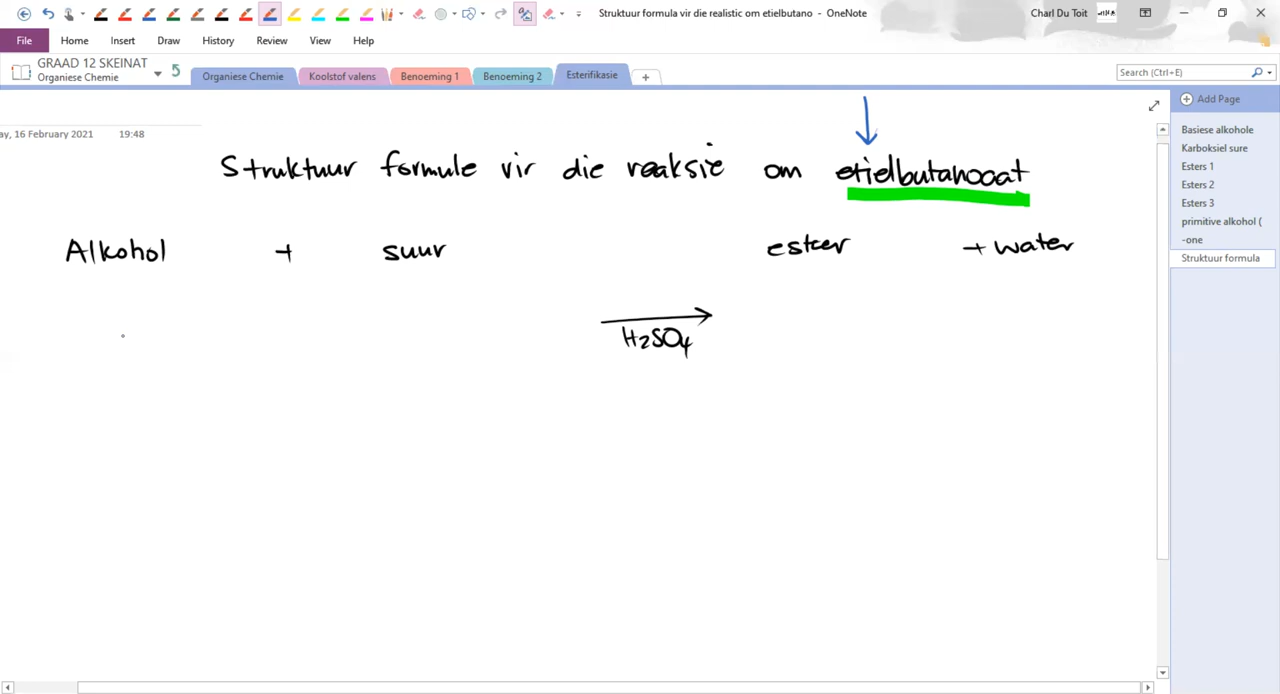 Struktuur formula vir die realistic om etielbutano - OneNote
Charl Du Toit
File Home Insert Draw History Review View Help
GRAAD 12 SKEINAT
Organiese Chemie
Organiese Chemie Koolstof valens Benoeming 1 Benoeming 2 Esterifikasie +
Search (Ctrl+E)
Add Page
ay, 16 February 2021 19:48
Basiese alkohole
Karboksiel sure
Esters 1
Esters 2
Esters 3
primitive alkohol (
-one
Struktuur formula
Struktuur formule vir die reaksie om etielbutanoaat
Alkohol + suur ester + water
H₂SO₄